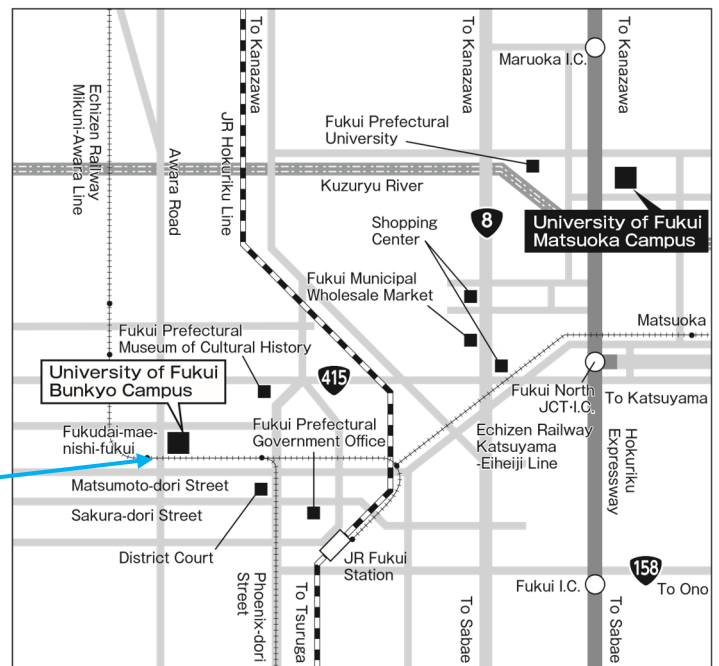 To Kanazawa
To Kanazawa
To Kanazawa
Maruoka I.C.
Echizen Railway
Mikuni-Awara Line
Awara Road
JR Hokuriku Line
Fukui Prefectural
University
Kuzuryu River
8
University of Fukui
Matsuoka Campus
Shopping
Center
Fukui Municipal
Wholesale Market
Matsuoka
Fukui Prefectural
Museum of Cultural History
University of Fukui
Bunkyo Campus
415
Fukui North
JCT·I.C.
To Katsuyama
Fukudai-mae-
nishi-fukui
Fukui Prefectural
Government Office
Echizen Railway
Katsuyama
-Eiheiji Line
Hokuriku
Expressway
Matsumoto-dori Street
Sakura-dori Street
District Court
JR Fukui
Station
Phoenix-dori
Street
To Tsuruga
To Sabae
Fukui I.C.
158
To Ono
To Sabae